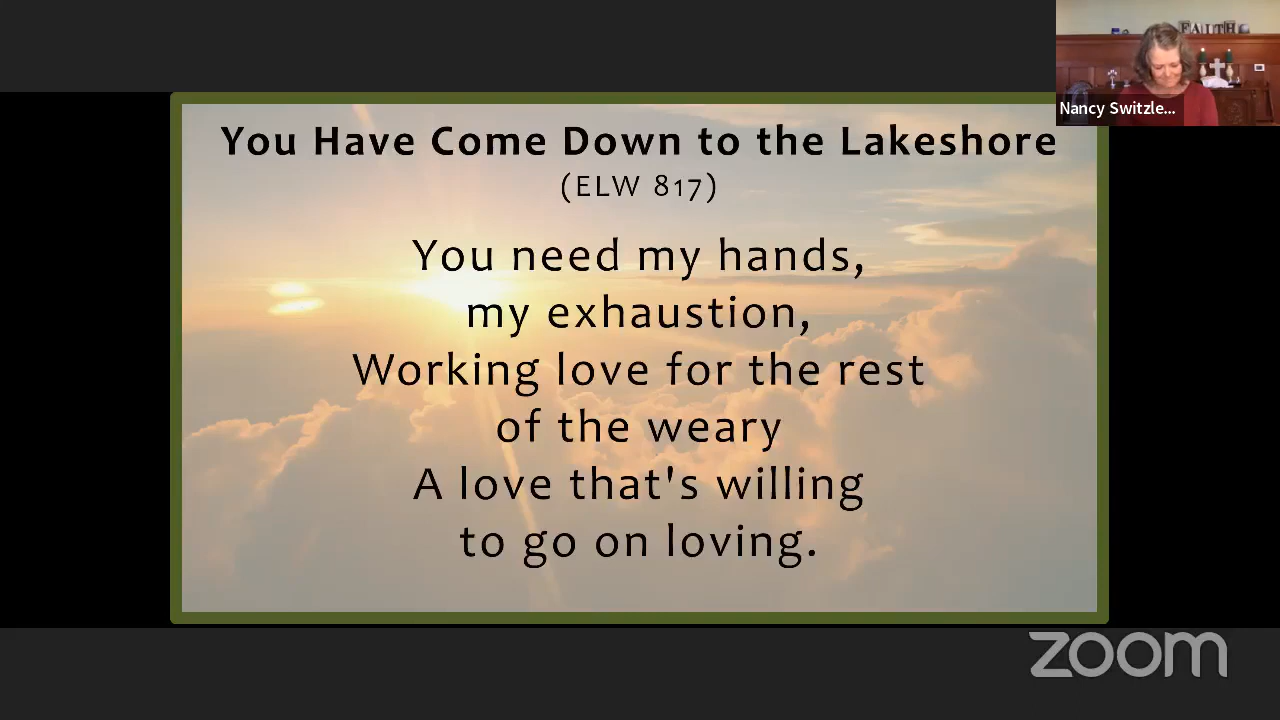 FAITH
Nancy Switzle...
You Have Come Down to the Lakeshore
(ELW 817)
You need my hands,
my exhaustion,
Working love for the rest
of the weary
A love that's willing
to go on loving.
zoom